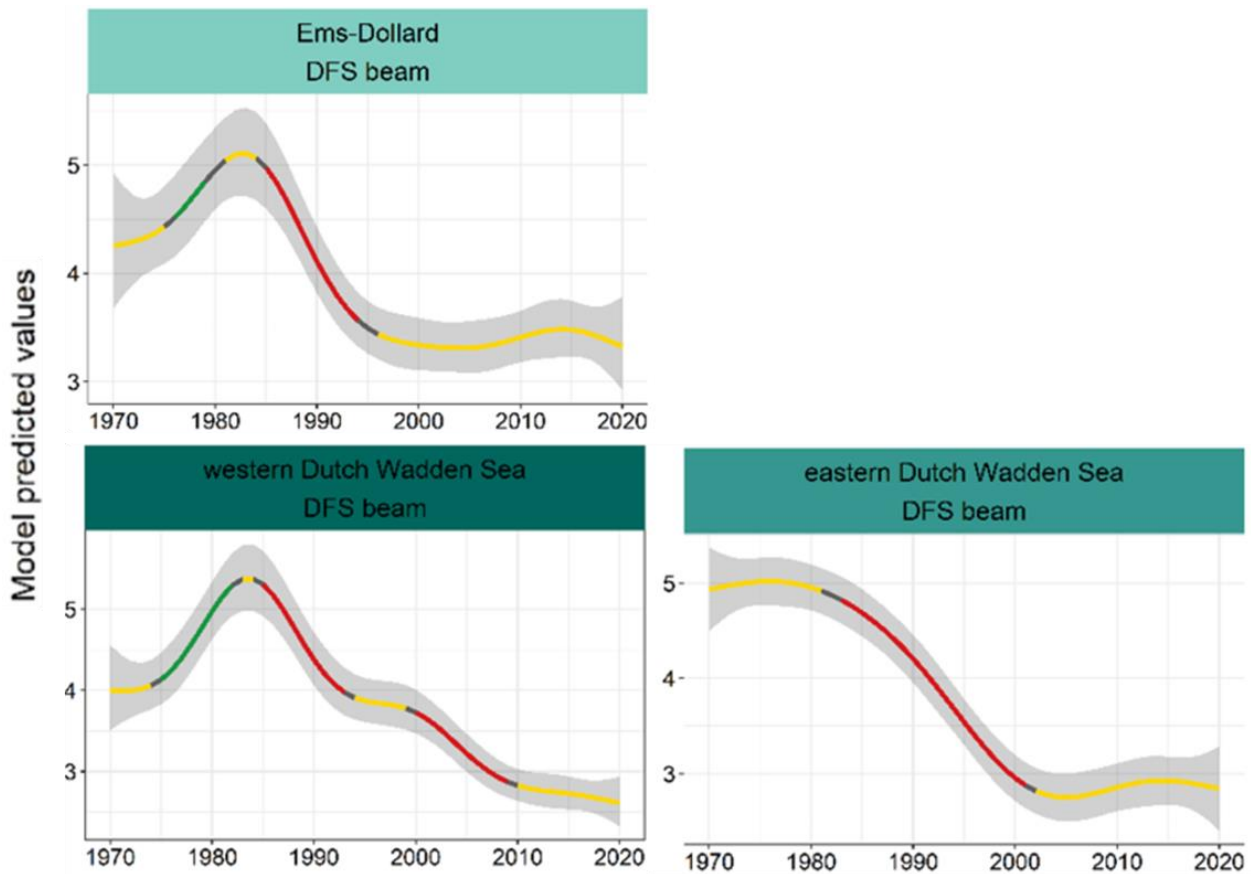 Ems-Dollard
DFS beam
5
4
3
1970 1980 1990 2000 2010 2020
Model predicted values
western Dutch Wadden Sea
DFS beam
5
4
3
1970 1980 1990 2000 2010 2020
eastern Dutch Wadden Sea
DFS beam
5
4
3
1970 1980 1990 2000 2010 2020